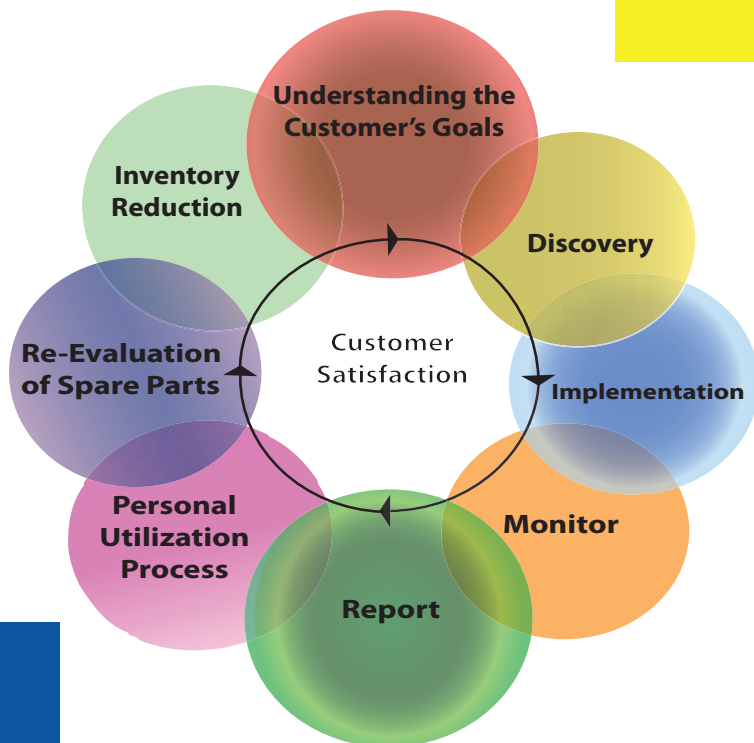 Understanding the
Customer's Goals
Discovery
Implementation
Monitor
Report
Personal
Utilization
Process
Re-Evaluation
of Spare Parts
Inventory
Reduction
Customer
Satisfaction